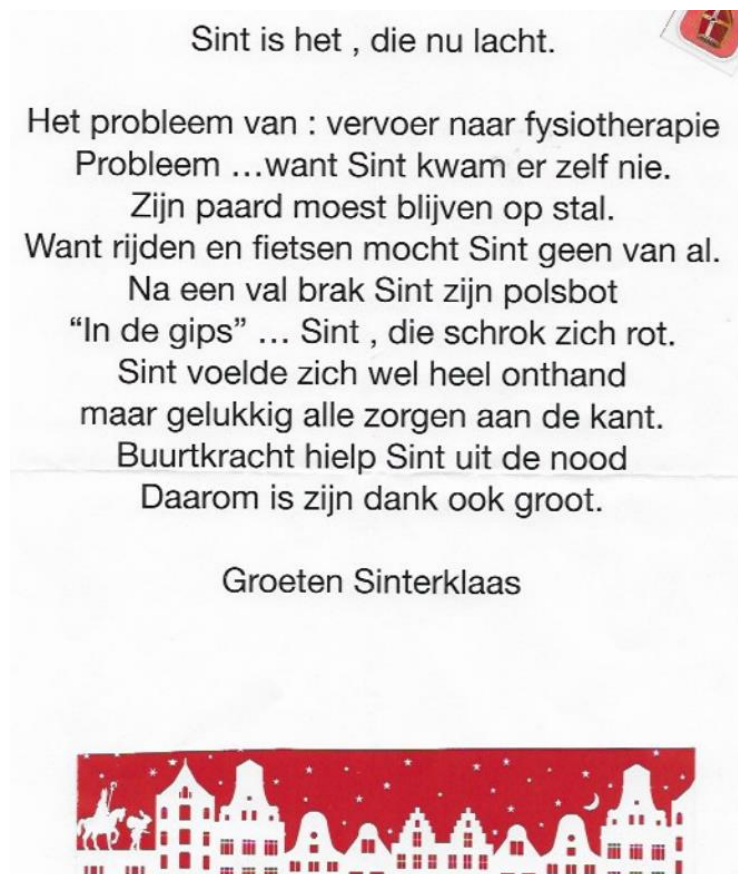 Sint is het , die nu lacht.
Het probleem van : vervoer naar fysiotherapie
Probleem ...want Sint kwam er zelf nie.
Zijn paard moest blijven op stal.
Want rijden en fietsen mocht Sint geen van al.
Na een val brak Sint zijn polsbot
“In de gips” ... Sint , die schrok zich rot.
Sint voelde zich wel heel onthand
maar gelukkig alle zorgen aan de kant.
Buurtkracht hielp Sint uit de nood
Daarom is zijn dank ook groot.
Groeten Sinterklaas